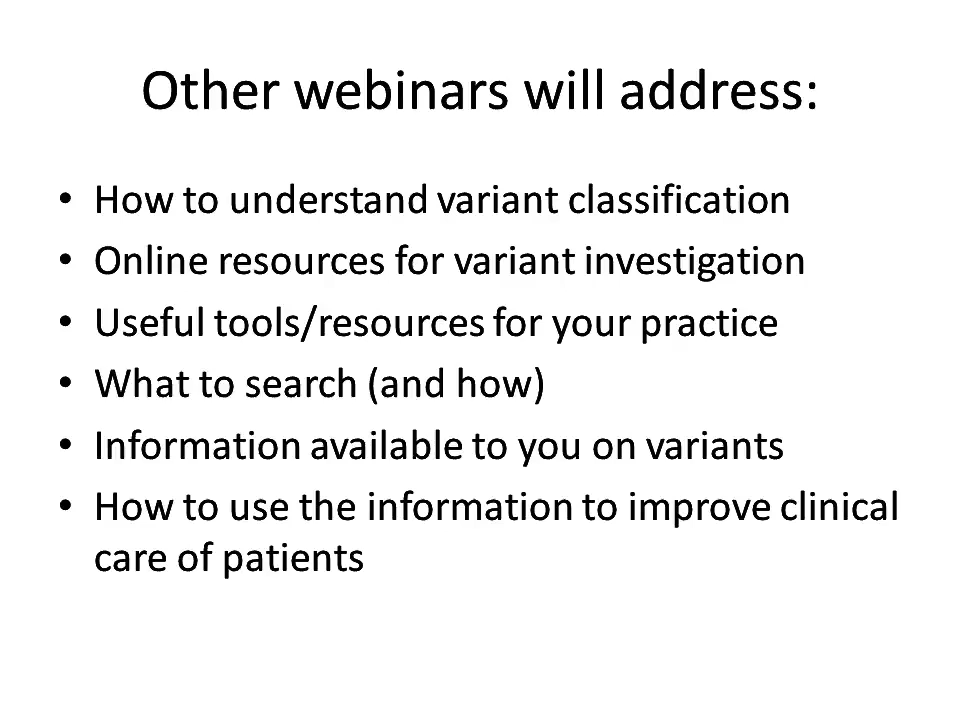 Other webinars will address:
• How to understand variant classification
• Online resources for variant investigation
• Useful tools/resources for your practice
• What to search (and how)
• Information available to you on variants
• How to use the information to improve clinical
care of patients